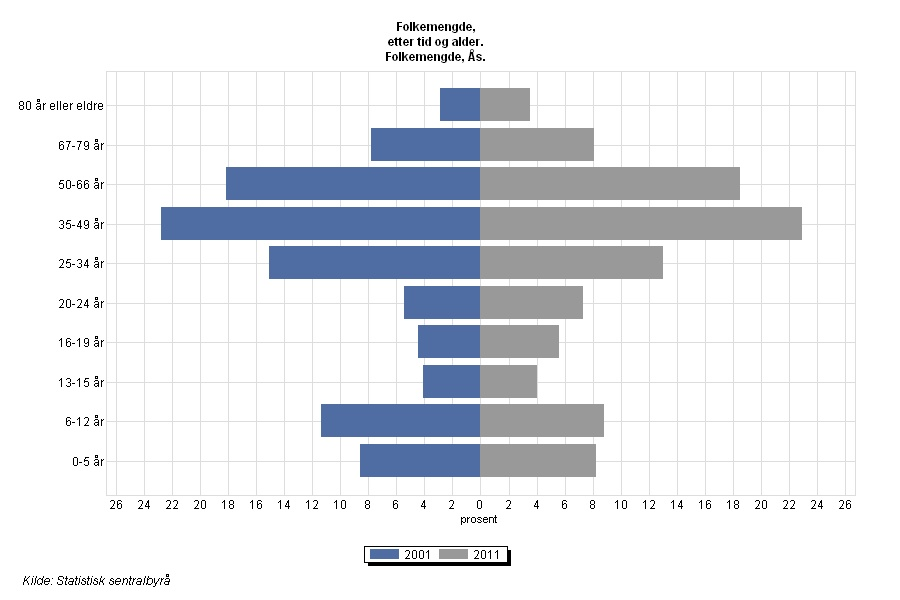 Folkemengde,
etter tid og alder.
Folkemengde, Ås.
80 år eller eldre
67-79 år
50-66 år
35-49 år
25-34 år
20-24 år
16-19 år
13-15 år
6-12 år
0-5 år
26 24 22 20 18 16 14 12 10 8 6 4 2 0 2 4 6 8 10 12 14 16 18 20 22 24 26
prosent
2001 2011
Kilde: Statistisk sentralbyrå